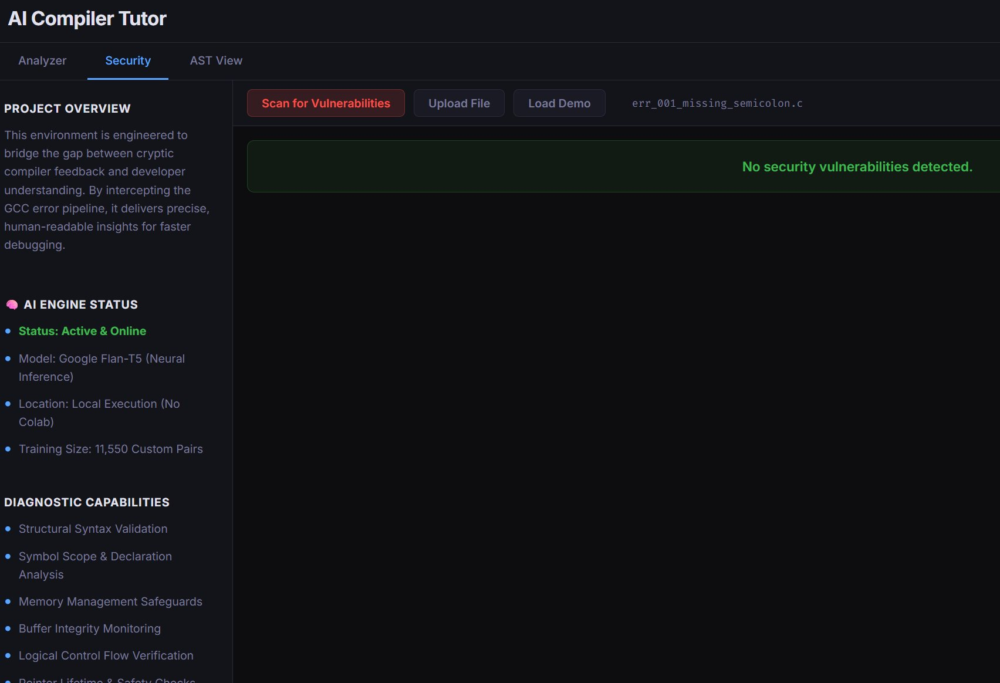 AI Compiler Tutor
Analyzer Security AST View
PROJECT OVERVIEW
This environment is engineered to
bridge the gap between cryptic
compiler feedback and developer
understanding. By intercepting the
GCC error pipeline, it delivers precise,
human-readable insights for faster
debugging.
AI ENGINE STATUS
Status: Active & Online
Model: Google Flan-T5 (Neural
Inference)
Location: Local Execution (No
Colab)
Training Size: 11,550 Custom Pairs
DIAGNOSTIC CAPABILITIES
Structural Syntax Validation
Symbol Scope & Declaration
Analysis
Memory Management Safeguards
Buffer Integrity Monitoring
Logical Control Flow Verification
Pointer Lifetime & Safety Checks
Scan for Vulnerabilities Upload File Load Demo err_001_missing_semicolon.c
No security vulnerabilities detected.